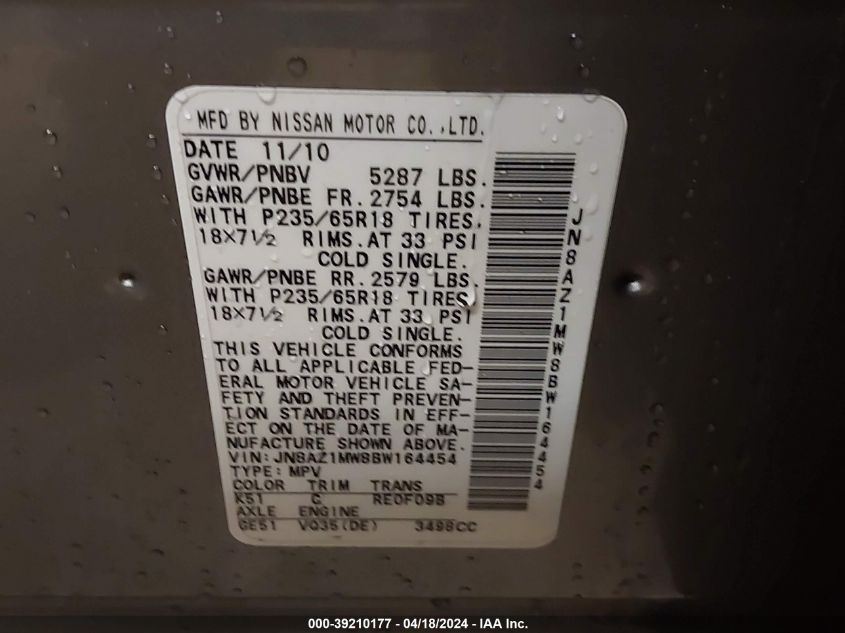 MFD BY NISSAN MOTOR CO.,LTD.
DATE 11/10
GVWR/PNBV 5287 LBS.
GAWR/PNBE FR. 2754 LBS.
WITH P235/65R18 TIRES.
18×7½ RIMS. AT 33 PSI
COLD SINGLE.
GAWR/PNBE RR. 2579 LBS.
WITH P235/65R18 TIRES
18×7½ RIMS. AT 33 PSI
COLD SINGLE.
THIS VEHICLE CONFORMS
TO ALL APPLICABLE FED-
ERAL MOTOR VEHICLE SA-
FETY AND THEFT PREVEN-
TION STANDARDS IN EFF-
ECT ON THE DATE OF MA-
NUFACTURE SHOWN ABOVE.
VIN: JN8AZ1MW8BW164454
TYPE: MPV
COLOR TRIM TRANS
K51 C RE0F09B
AXLE ENGINE
GE51 VQ35(DE) 3498CC
JN8AZ1MW8BW164454
000-39210177 - 04/18/2024 - IAA Inc.